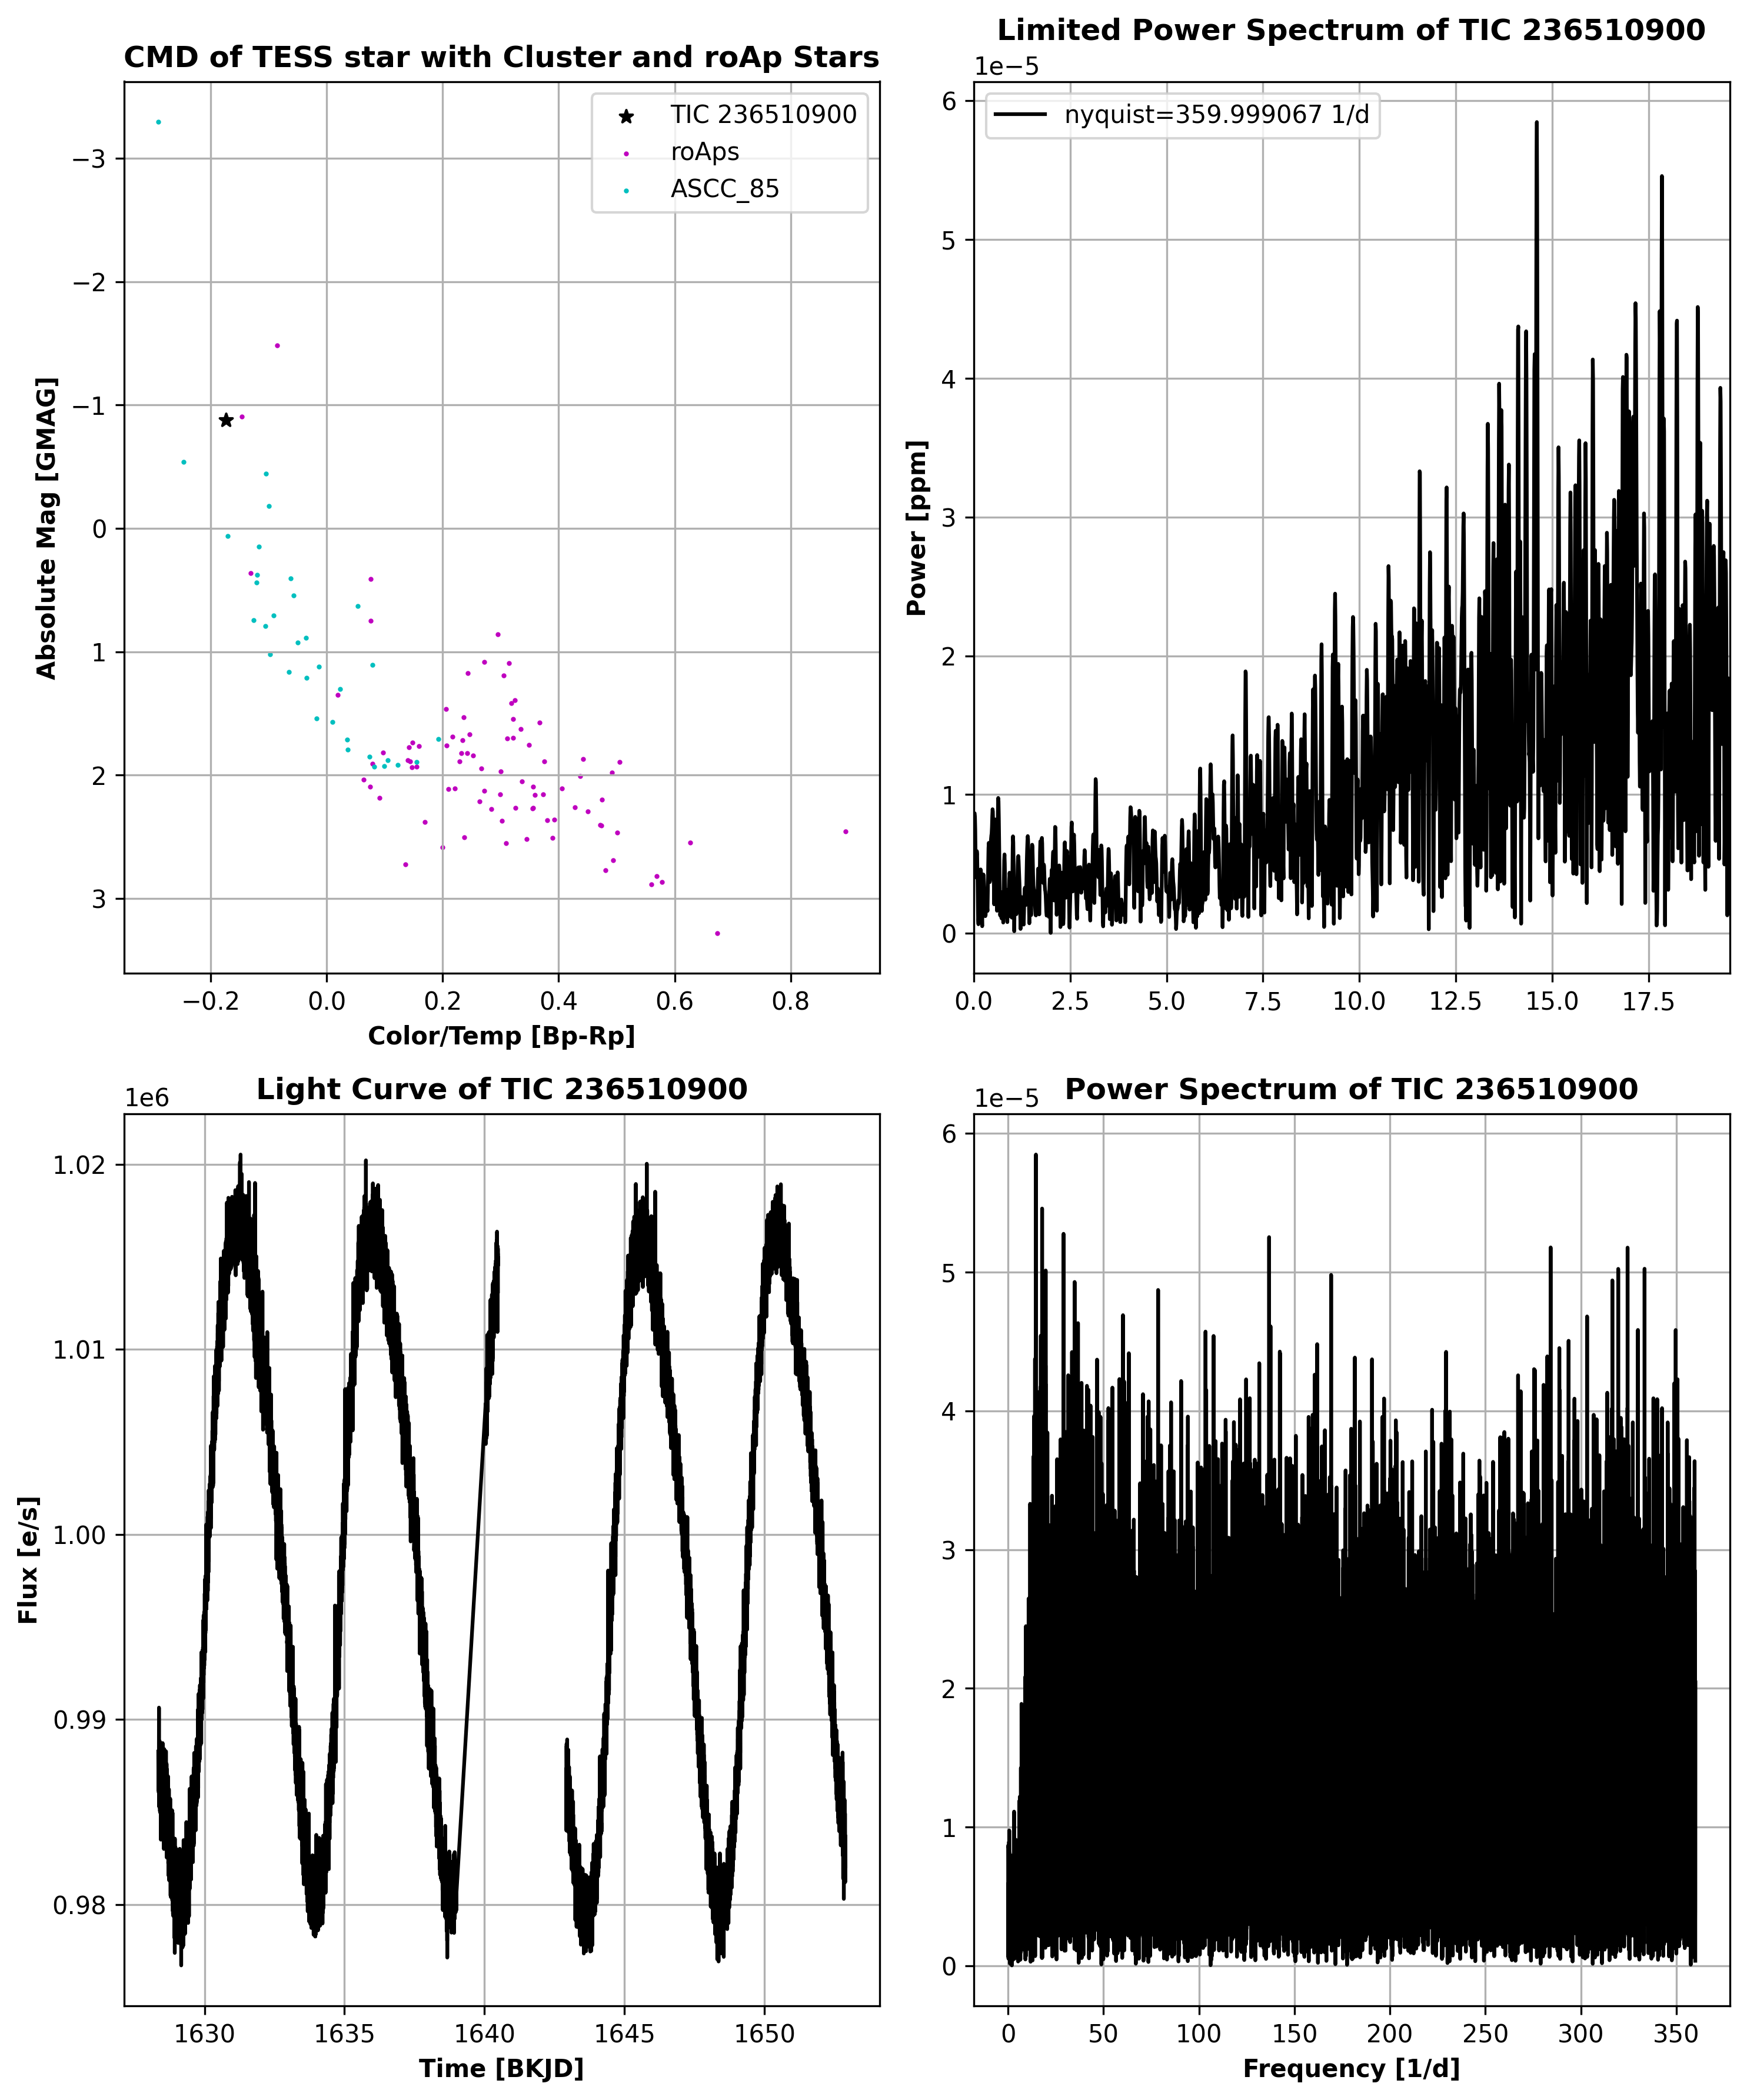 CMD of TESS star with Cluster and roAp Stars
TIC 236510900
roAps
ASCC_85
−3
−2
−1
0
1
2
3
Absolute Mag [GMAG]
−0.2 0.0 0.2 0.4 0.6 0.8
Color/Temp [Bp-Rp]
Limited Power Spectrum of TIC 236510900
1e−5
nyquist=359.999067 1/d
6
5
4
3
2
1
0
Power [ppm]
0.0 2.5 5.0 7.5 10.0 12.5 15.0 17.5
Light Curve of TIC 236510900
1e6
1.02
1.01
1.00
0.99
0.98
Flux [e/s]
1630 1635 1640 1645 1650
Time [BKJD]
Power Spectrum of TIC 236510900
1e−5
6
5
4
3
2
1
0
0 50 100 150 200 250 300 350
Frequency [1/d]